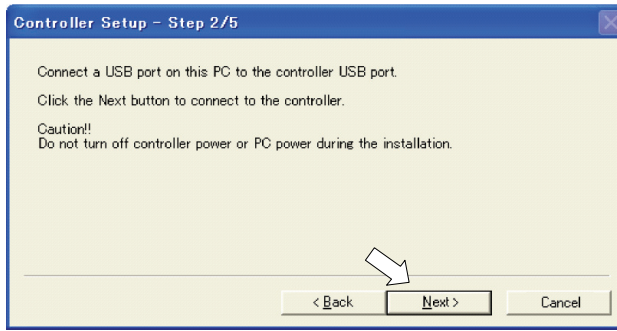 Controller Setup - Step 2/5
Connect a USB port on this PC to the controller USB port.
Click the Next button to connect to the controller.
Caution!!
Do not turn off controller power or PC power during the installation.
< Back
Next >
Cancel